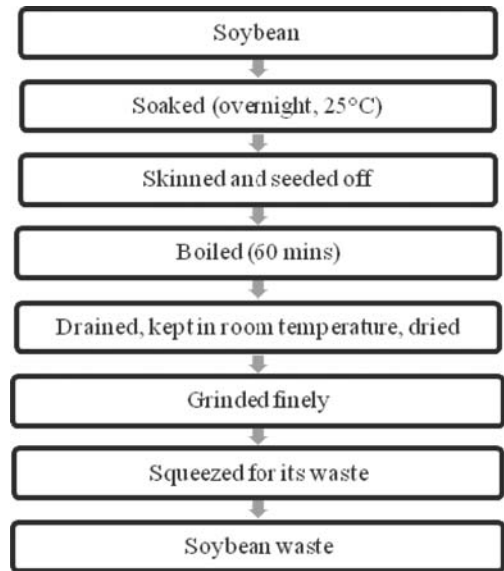 Soybean
Soaked (overnight, 25°C)
Skinned and seeded off
Boiled (60 mins)
Drained, kept in room temperature, dried
Grinded finely
Squeezed for its waste
Soybean waste